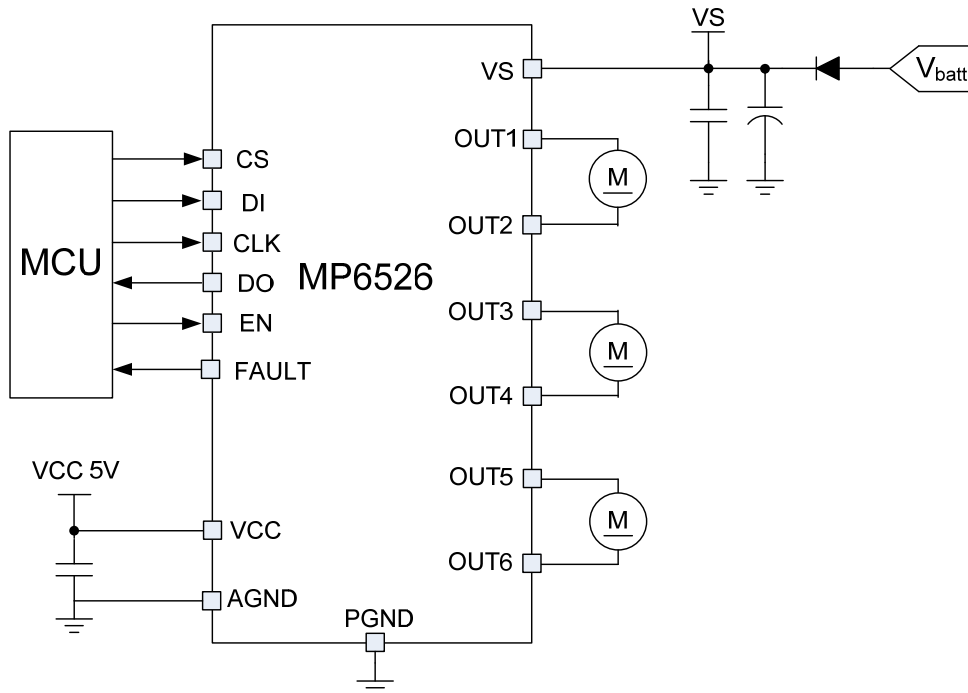 VS
VS
Vbatt
OUT1
M
OUT2
CS
DI
CLK
DO
EN
FAULT
MCU
MP6526
OUT3
M
OUT4
VCC 5V
OUT5
M
OUT6
VCC
AGND
PGND